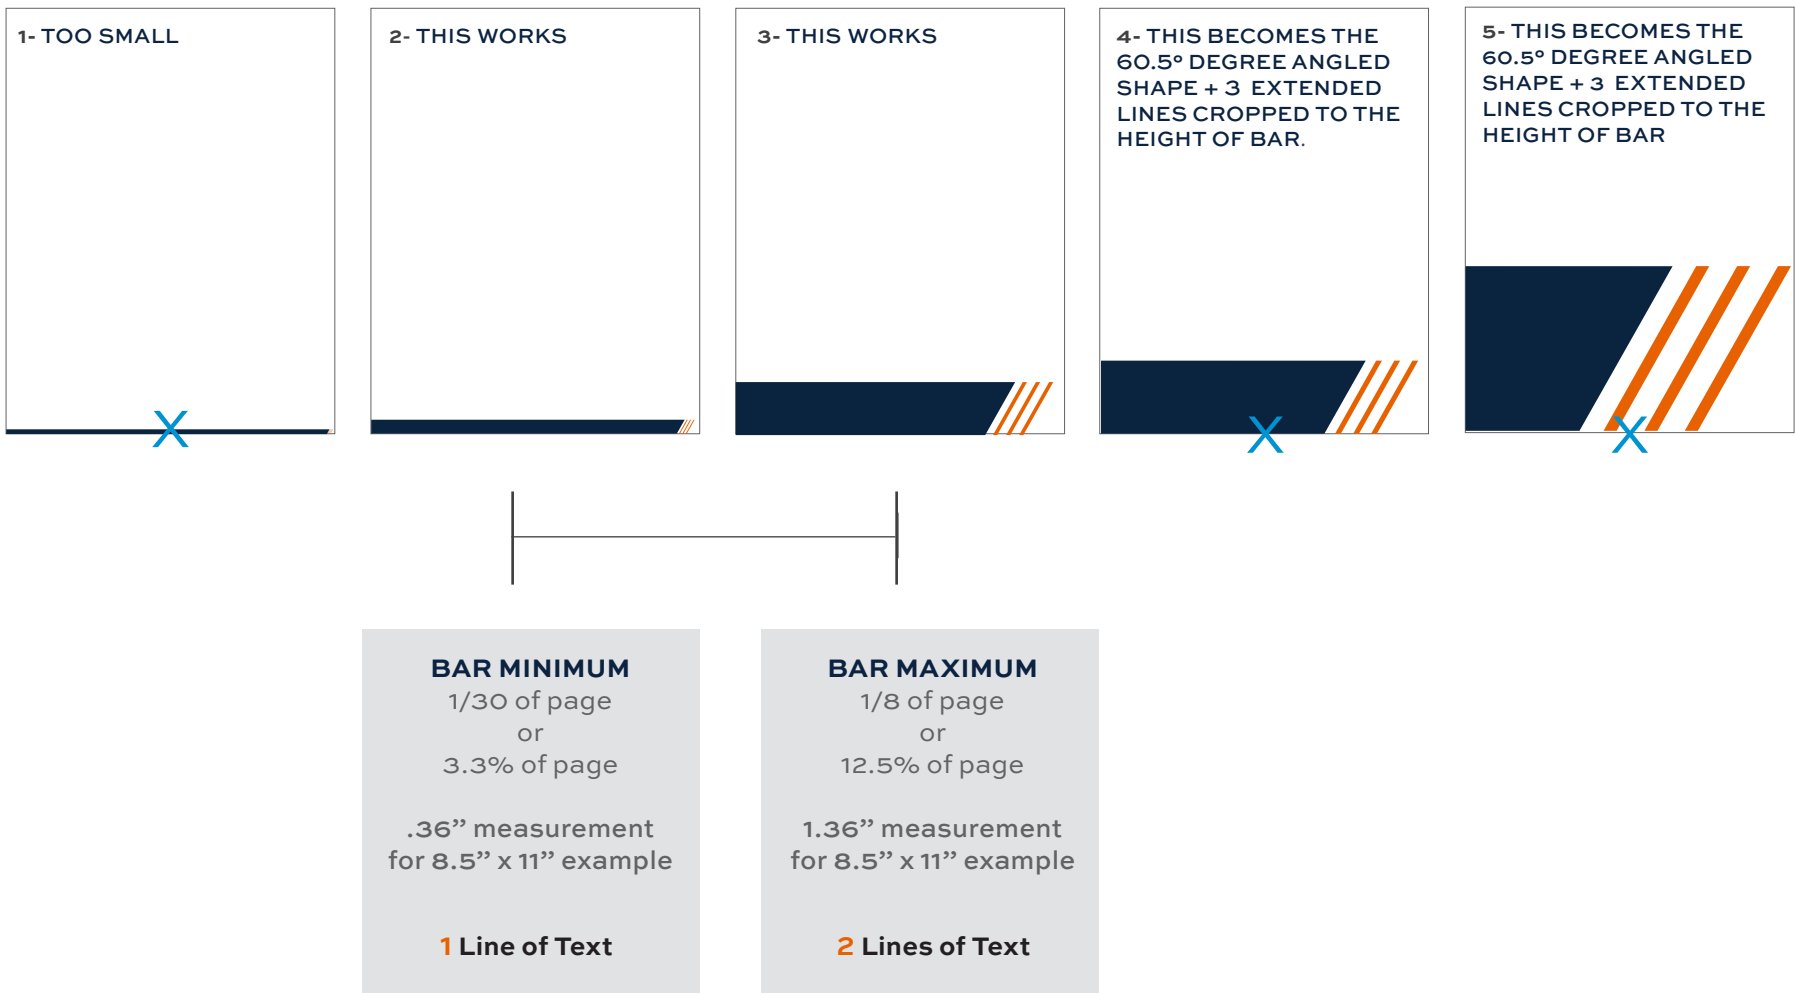 1- TOO SMALL
2- THIS WORKS
3- THIS WORKS
4- THIS BECOMES THE
60.5° DEGREE ANGLED
SHAPE + 3 EXTENDED
LINES CROPPED TO THE
HEIGHT OF BAR.
5- THIS BECOMES THE
60.5° DEGREE ANGLED
SHAPE + 3 EXTENDED
LINES CROPPED TO THE
HEIGHT OF BAR
BAR MINIMUM
1/30 of page
or
3.3% of page
.36” measurement
for 8.5” x 11” example
1 Line of Text
BAR MAXIMUM
1/8 of page
or
12.5% of page
1.36” measurement
for 8.5” x 11” example
2 Lines of Text